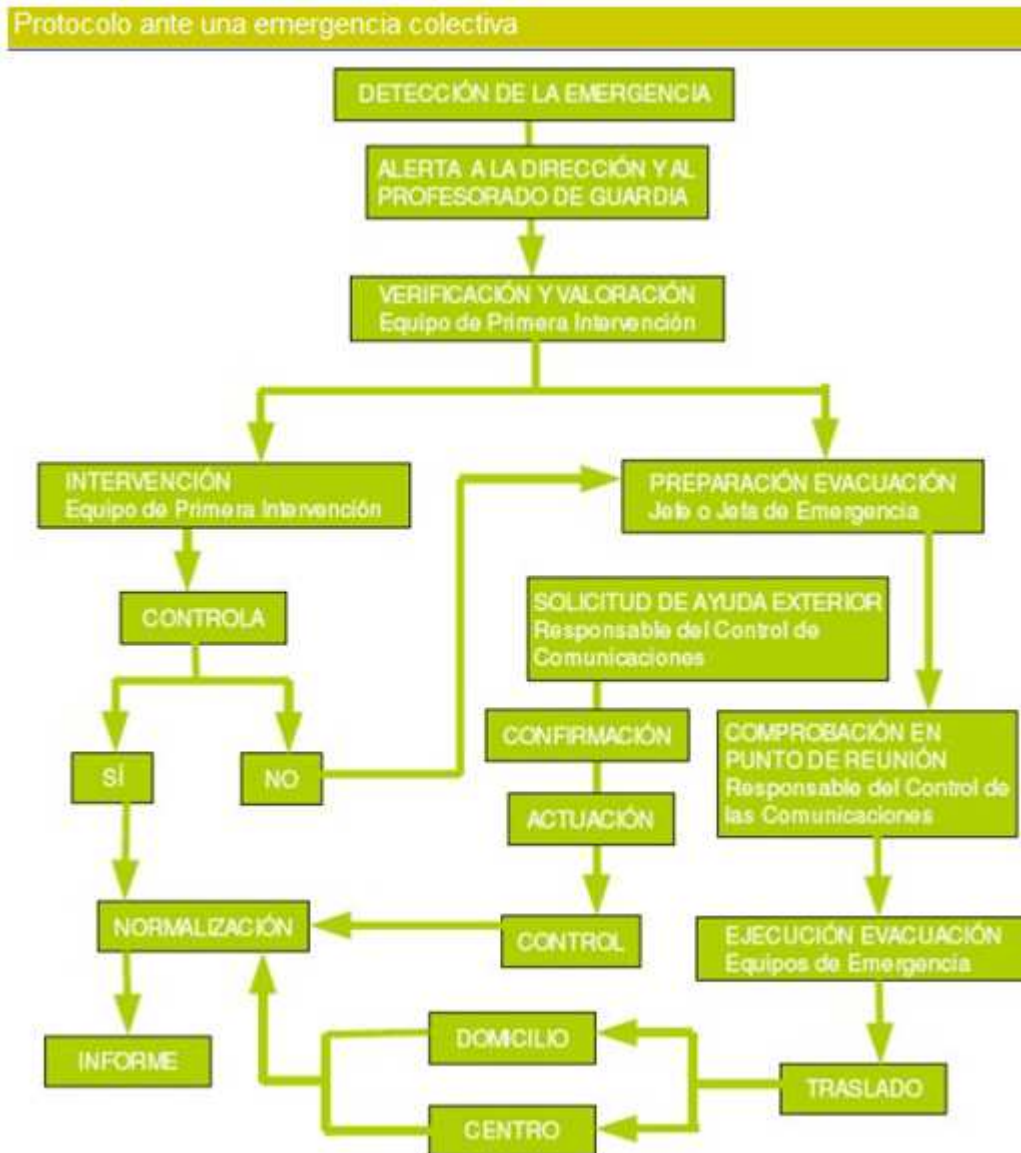 Protocolo ante una emergencia colectiva
DETECCIÓN DE LA EMERGENCIA
ALERTA A LA DIRECCIÓN Y AL
PROFESORADO DE GUARDIA
VERIFICACIÓN Y VALORACIÓN
Equipo de Primera Intervención
INTERVENCIÓN
Equipo de Primera Intervención
PREPARACIÓN EVACUACIÓN
Jefe o Jefa de Emergencia
CONTROLA
SOLICITUD DE AYUDA EXTERIOR
Responsable del Control de
Comunicaciones
SÍ
NO
CONFIRMACIÓN
COMPROBACIÓN EN
PUNTO DE REUNIÓN
Responsable del Control de
las Comunicaciones
ACTUACIÓN
NORMALIZACIÓN
CONTROL
EJECUCIÓN EVACUACIÓN
Equipos de Emergencia
INFORME
DOMICILIO
TRASLADO
CENTRO